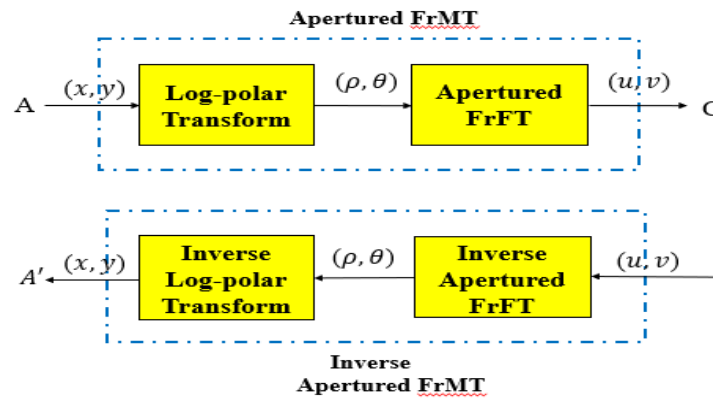 Apertured FrMT
A
(x, y)
Log-polar
Transform
(ρ, θ)
Apertured
FrFT
(u, v)
A′
(x, y)
Inverse
Log-polar
Transform
(ρ, θ)
Inverse
Apertured
FrFT
(u, v)
Inverse
Apertured FrMT